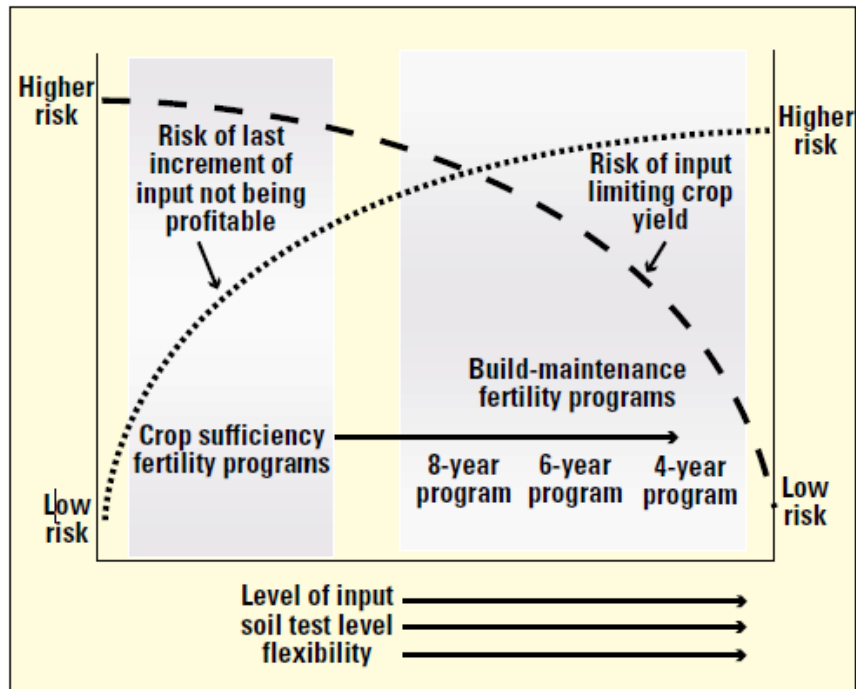 Higher
risk
Risk of last
increment of
input not being
profitable
Risk of input
limiting crop
yield
Higher
risk
Build-maintenance
fertility programs
Crop sufficiency
fertility programs
8-year
program
6-year
program
4-year
program
Low
risk
Low
risk
Level of input
soil test level
flexibility